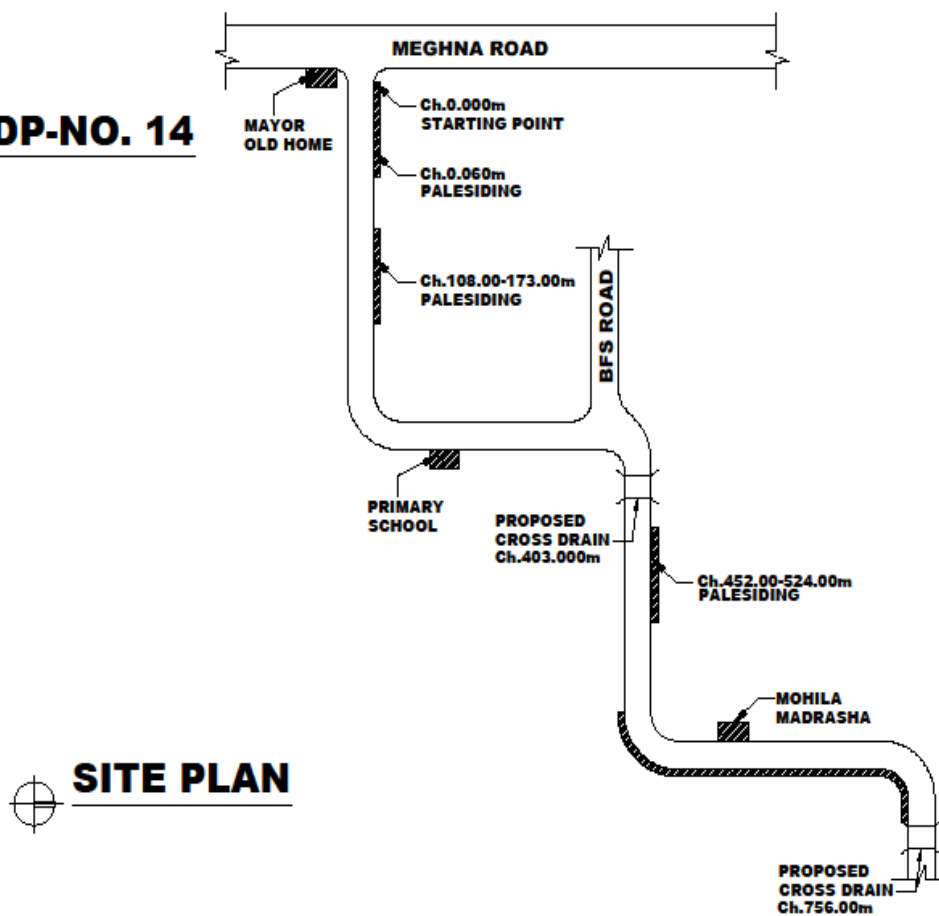 MEGHNA ROAD
DP-NO. 14
MAYOR
OLD HOME
Ch.0.000m
STARTING POINT
Ch.0.060m
PALESIDING
Ch.108.00-173.00m
PALESIDING
BFS ROAD
PRIMARY
SCHOOL
PROPOSED
CROSS DRAIN
Ch.403.000m
Ch.452.00-524.00m
PALESIDING
MOHILA
MADRASHA
SITE PLAN
PROPOSED
CROSS DRAIN
Ch.756.00m